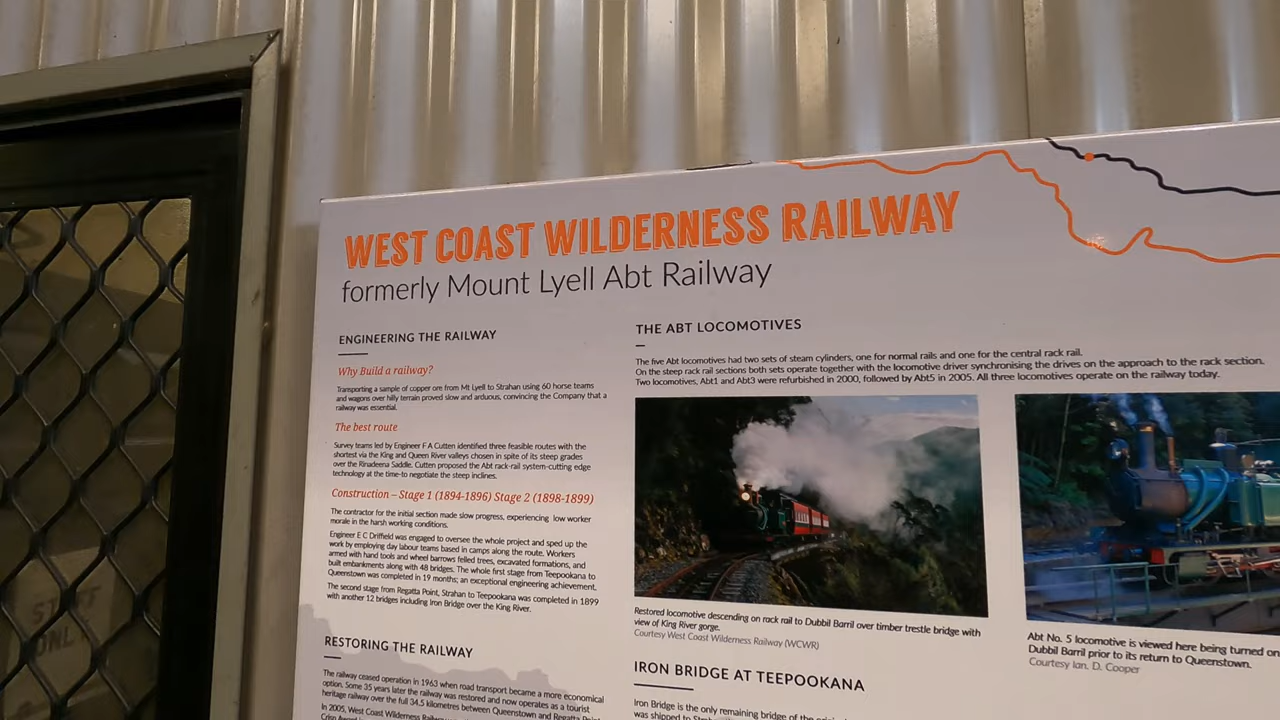 WEST COAST WILDERNESS RAILWAY
formerly Mount Lyell Abt Railway
ENGINEERING THE RAILWAY
Why Build a railway?
Transporting a sample of copper ore from Mt Lyell to Strahan using 60 horse teams
and wagons over hilly terrain proved slow and arduous, convincing the Company that a
railway was essential.
The best route
Survey teams led by Engineer F A Cutten identified three feasible routes with the
shortest via the King and Queen River valleys chosen in spite of its steep grades
over the Rinadeena Saddle. Cutten proposed the Abt rack-rail system-cutting edge
technology at the time-to negotiate the steep inclines.
Construction – Stage 1 (1894-1896) Stage 2 (1898-1899)
The contractor for the initial section made slow progress, experiencing low worker
morale in the harsh working conditions.
Engineer E C Driffield was engaged to oversee the whole project and sped up the
work by employing day labour teams based in camps along the route. Workers
armed with hand tools and wheel barrows felled trees, excavated formations, and
built embankments along with 48 bridges. The whole first stage from Teepookana to
Queenstown was completed in 19 months; an exceptional engineering achievement.
The second stage from Regatta Point, Strahan to Teepookana was completed in 1899
with another 12 bridges including Iron Bridge over the King River.
RESTORING THE RAILWAY
The railway ceased operation in 1963 when road transport became a more economical
option. Some 35 years later the railway was restored and now operates as a tourist
heritage railway over the full 34.5 kilometres between Queenstown and Regatta Point
In 2005, West Coast Wilderness
THE ABT LOCOMOTIVES
The five Abt locomotives had two sets of steam cylinders, one for normal rails and one for the central rack rail.
On the steep rack rail sections both sets operate together with the locomotive driver synchronising the drives on the approach to the rack section.
Two locomotives, Abt1 and Abt3 were refurbished in 2000, followed by Abt5 in 2005. All three locomotives operate on the railway today.
Restored locomotive descending on rack rail to Dubbil Barril over timber trestle bridge with
view of King River gorge.
Courtesy West Coast Wilderness Railway (WCWR)
Abt No. 5 locomotive is viewed here being turned on
Dubbil Barril prior to its return to Queenstown.
Courtesy Ian. D. Cooper
IRON BRIDGE AT TEEPOOKANA
Iron Bridge is the only remaining bridge of the
was shipped to